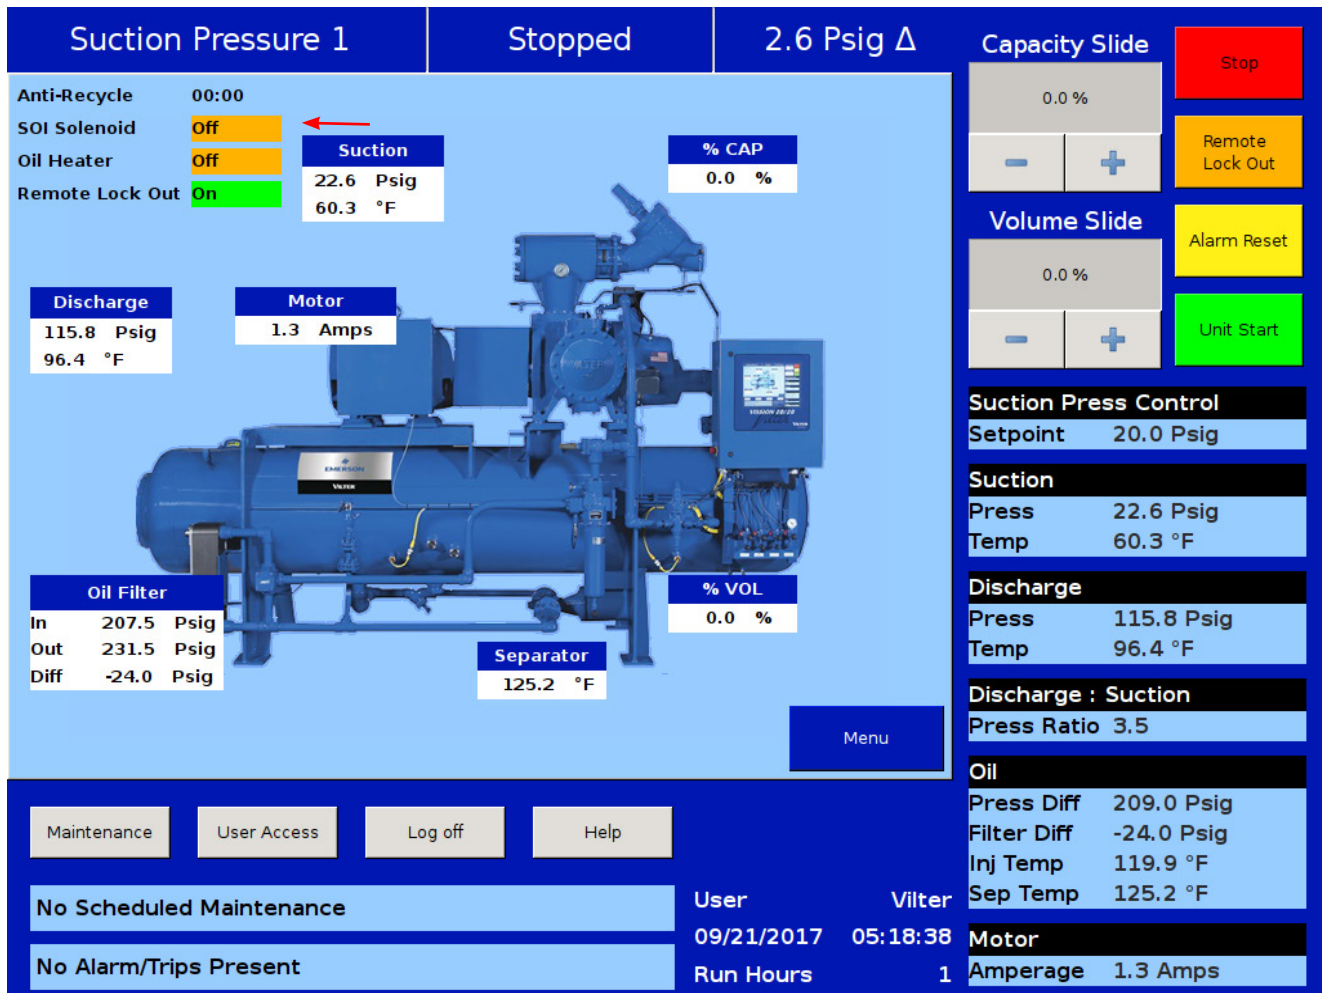 Suction Pressure 1
Stopped
2.6 Psig Δ
Anti-Recycle 00:00
SOI Solenoid Off
Oil Heater Off
Remote Lock Out On
Suction
22.6 Psig
60.3 °F
% CAP
0.0 %
Discharge
115.8 Psig
96.4 °F
Motor
1.3 Amps
VISSION 20/20
EMERSON
VILTER
Oil Filter
In 207.5 Psig
Out 231.5 Psig
Diff -24.0 Psig
% VOL
0.0 %
Separator
125.2 °F
Menu
Maintenance
User Access
Log off
Help
No Scheduled Maintenance
No Alarm/Trips Present
User Vilter
09/21/2017 05:18:38
Run Hours 1
Capacity Slide
0.0 %
Volume Slide
0.0 %
Stop
Remote
Lock Out
Alarm Reset
Unit Start
Suction Press Control
Setpoint 20.0 Psig
Suction
Press 22.6 Psig
Temp 60.3 °F
Discharge
Press 115.8 Psig
Temp 96.4 °F
Discharge : Suction
Press Ratio 3.5
Oil
Press Diff 209.0 Psig
Filter Diff -24.0 Psig
Inj Temp 119.9 °F
Sep Temp 125.2 °F
Motor
Amperage 1.3 Amps